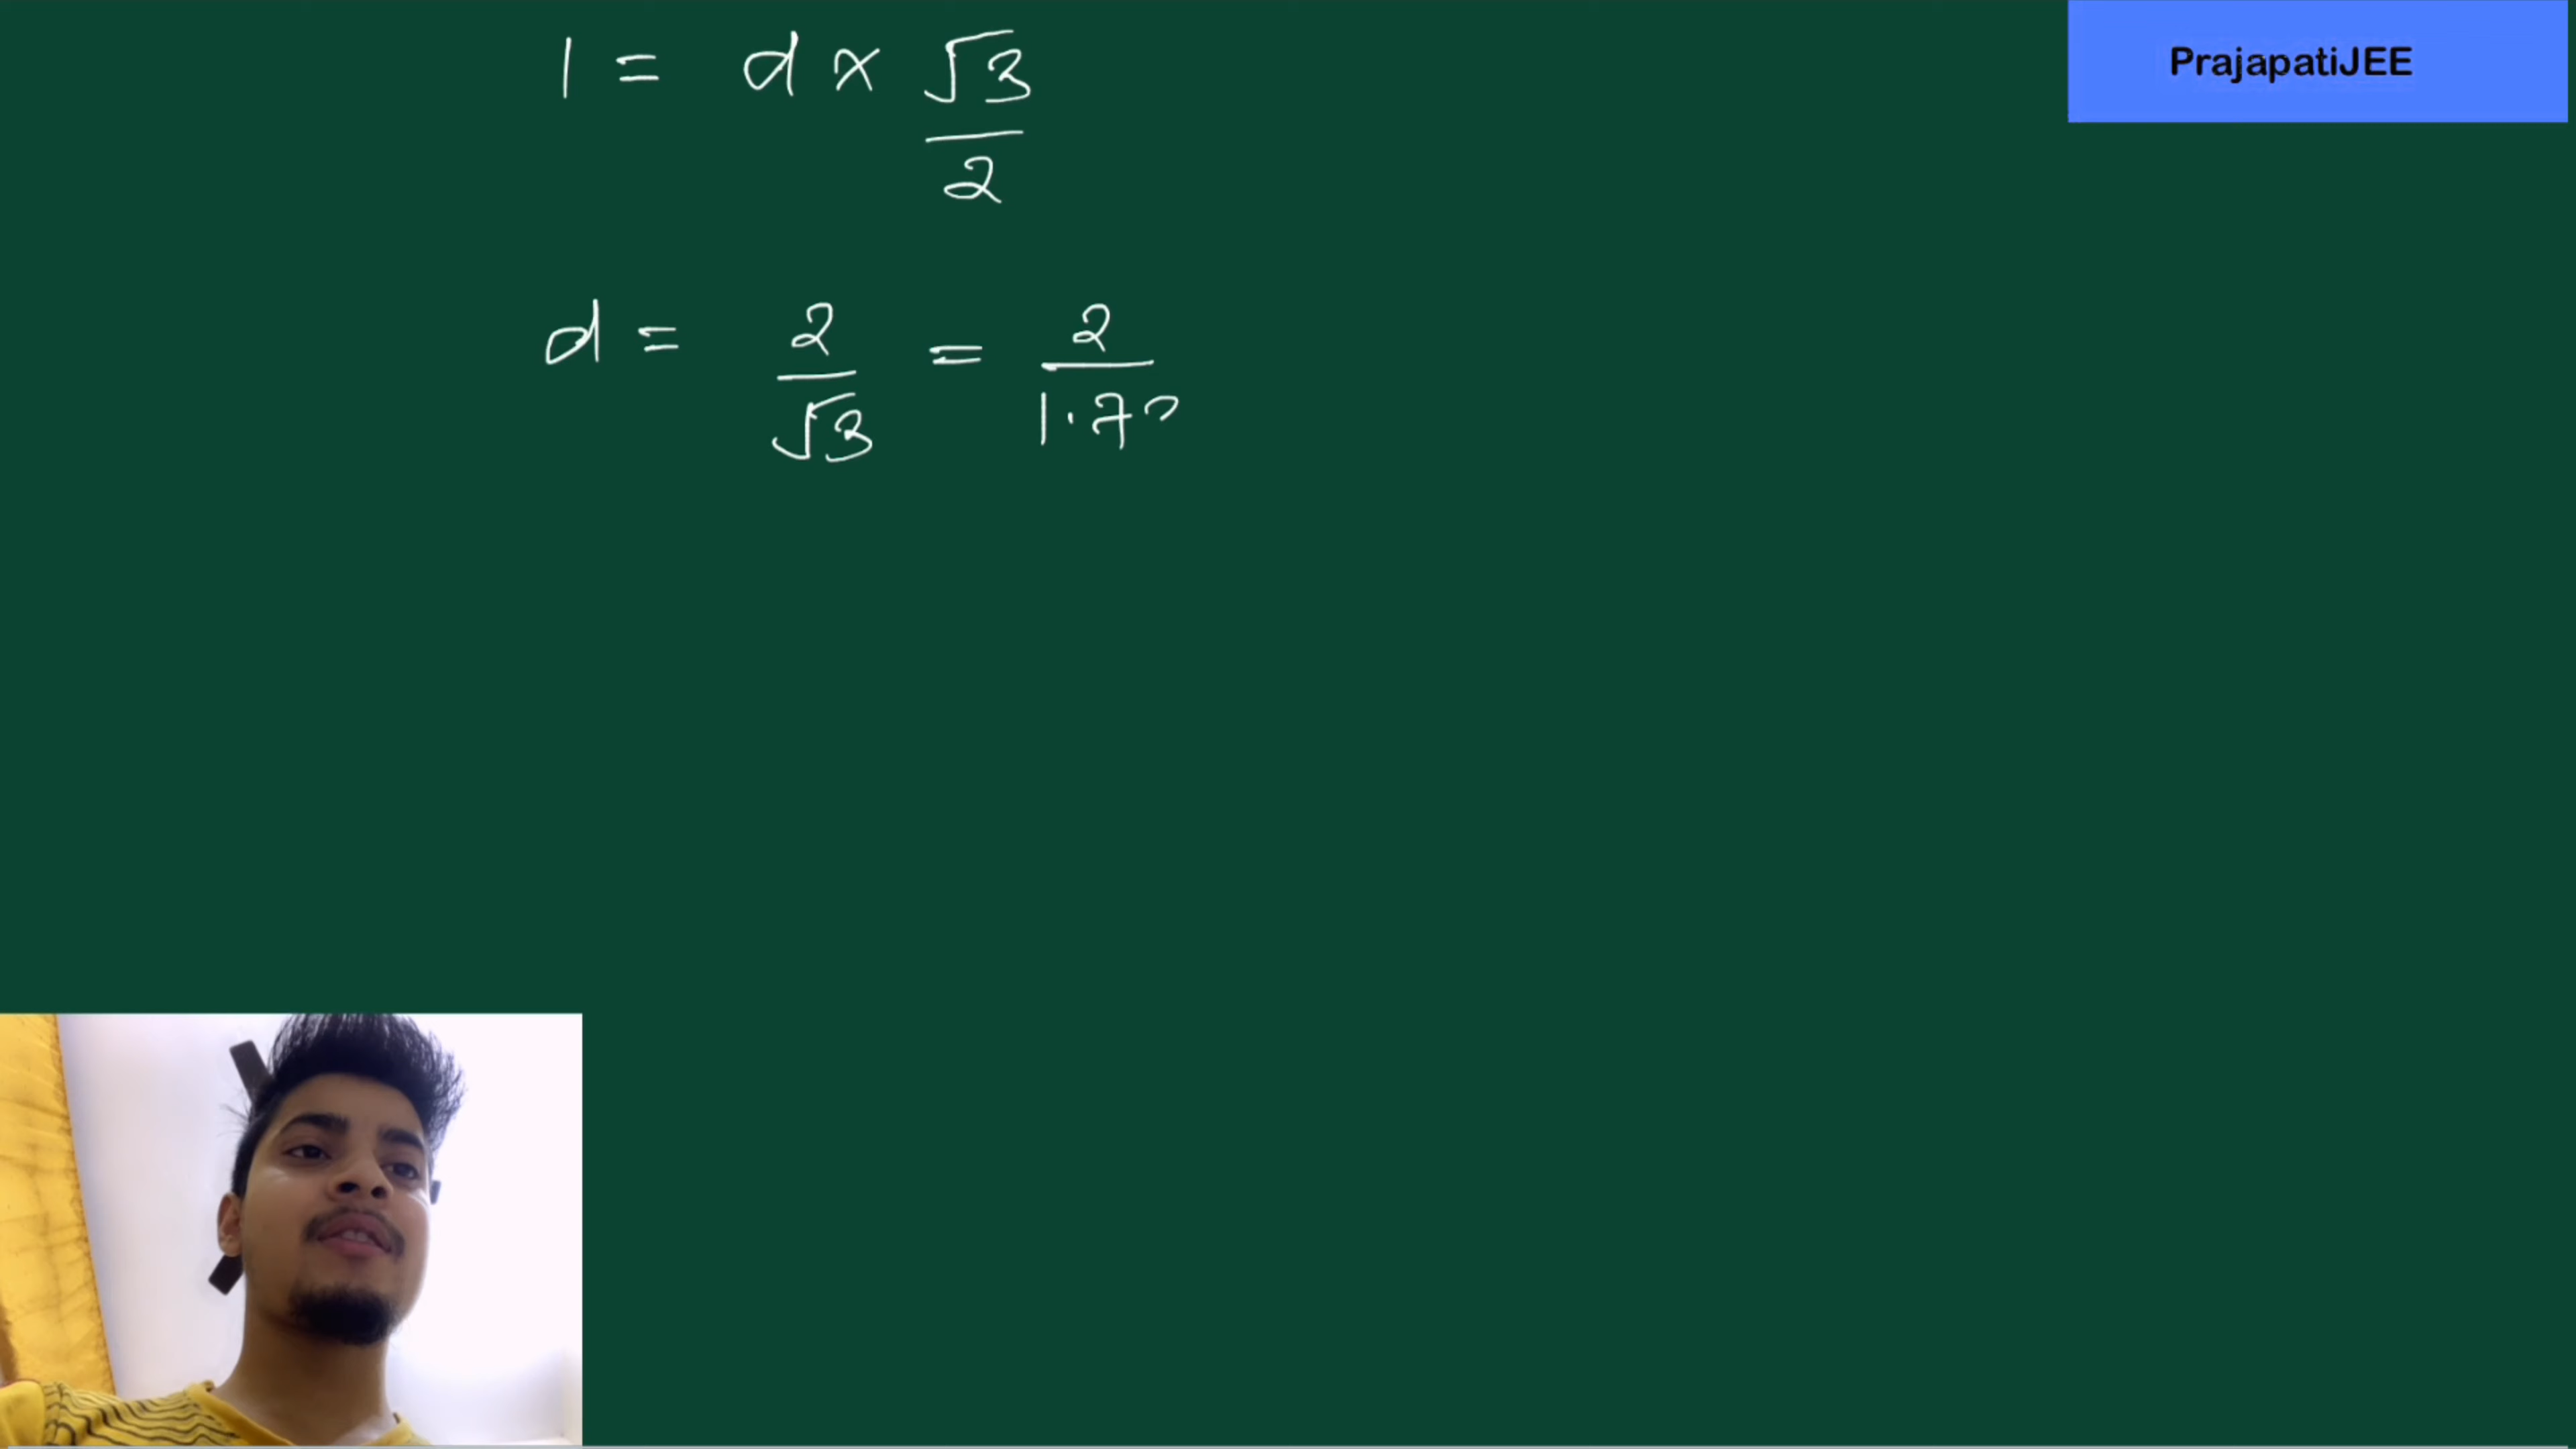 PrajapatiJEE
1 = d × √3/2
d = 2/√3 = 2/1.7